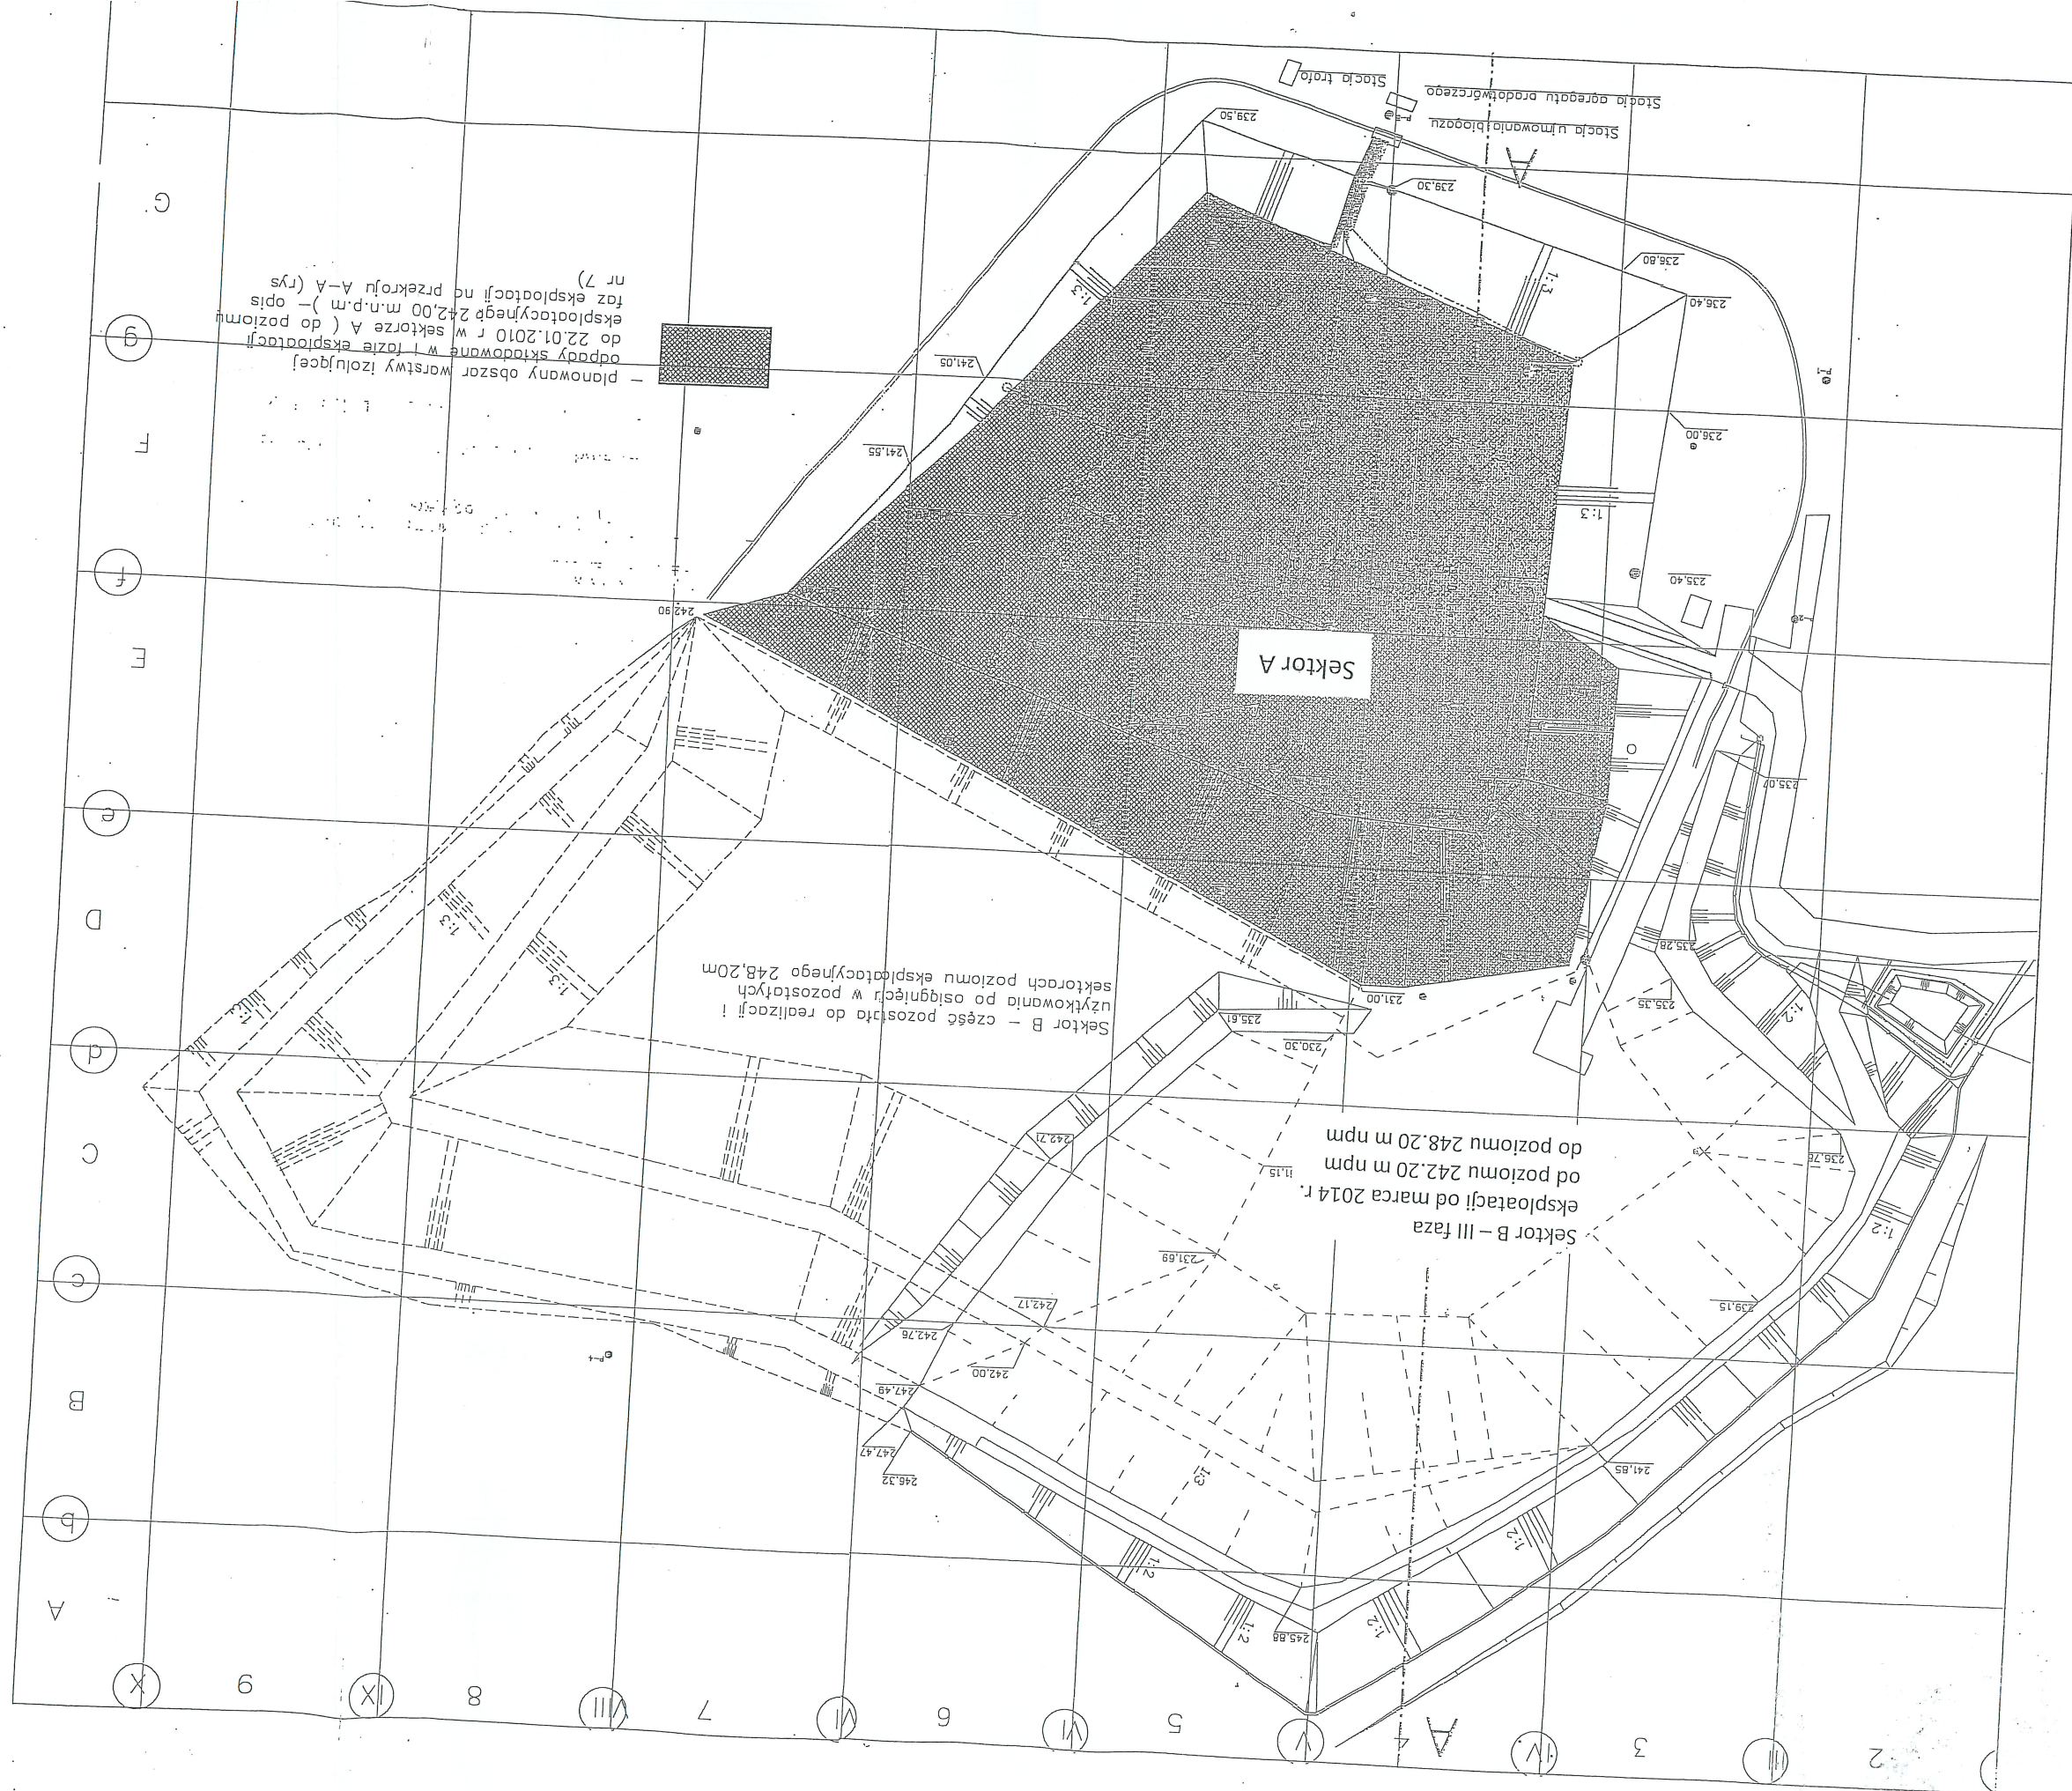 2
III
3
IV
A
4
V
5
VI
6
VII
7
VIII
8
IX
9
X
A
1:2
1:2
245,88
1:2
1:2
b
241,85
1:3
246,32
247,47
B
247,49
242,00
P-4
242,76
239,15
242,17
c
1:2
231,69
Sektor B – III faza
eksploatacji od marca 2014 r.
od poziomu 242.20 m npm
do poziomu 248.20 m npm
236,76
242,71
C
230,30
d
235,61
1:2
235,35
231,00
Sektor B – część pozostała do realizacji i
użytkowania po osiągnięciu w pozostałych
sektorach poziomu eksploatacyjnego 248,20m
1:3
235,28
1:3
D
e
235,07
Sektor A
E
242,90
235,40
f
1:3
241,55
F
236,00
P-1
– planowany obszar warstwy izolującej
odpady składowane w I fazie eksploatacji
do 22.01.2010 r w sektorze A ( do poziomu
eksploatacyjnego 242,00 m.n.p.m )– opis
faz eksploatacji na przekroju A–A (rys
nr 7)
241,05
g
236,40
1:3
1:3
236,80
G
239,30
A
Stacja ujmowania biogazu
239,50
Stacja agregatu prądotwórczego
Stacja trafo